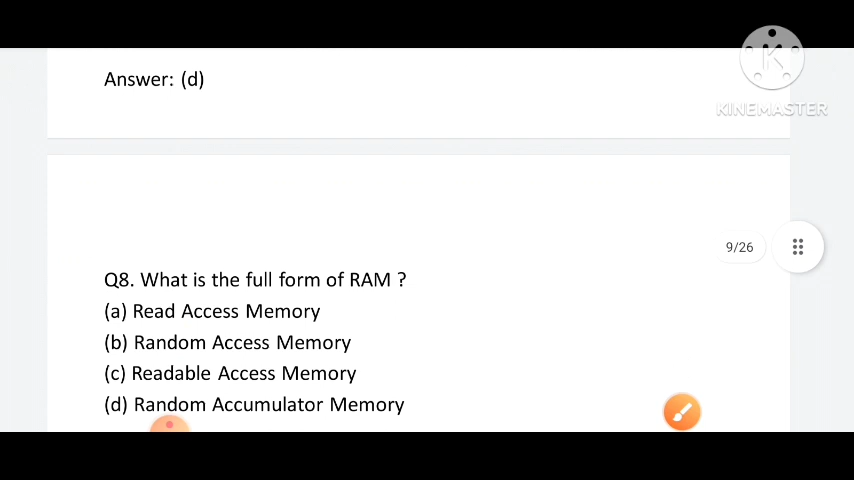 Answer: (d)
KINEMASTER
9/26
Q8. What is the full form of RAM ?
(a) Read Access Memory
(b) Random Access Memory
(c) Readable Access Memory
(d) Random Accumulator Memory